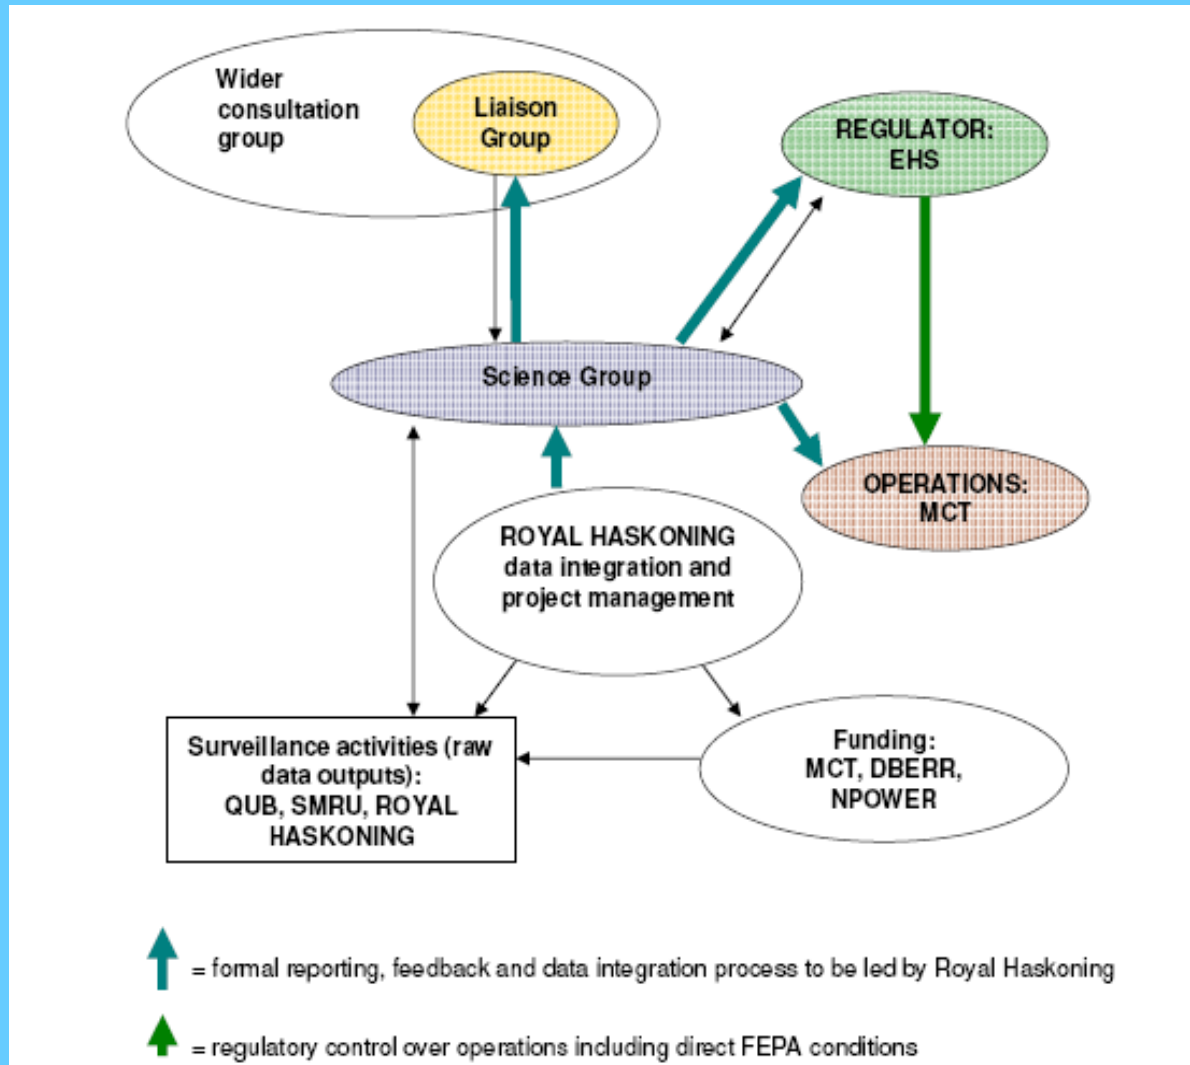 Wider
consultation
group
Liaison
Group
REGULATOR:
EHS
Science Group
OPERATIONS:
MCT
ROYAL HASKONING
data integration and
project management
Surveillance activities (raw
data outputs):
QUB, SMRU, ROYAL
HASKONING
Funding:
MCT, DBERR,
NPOWER
= formal reporting, feedback and data integration process to be led by Royal Haskoning
= regulatory control over operations including direct FEPA conditions